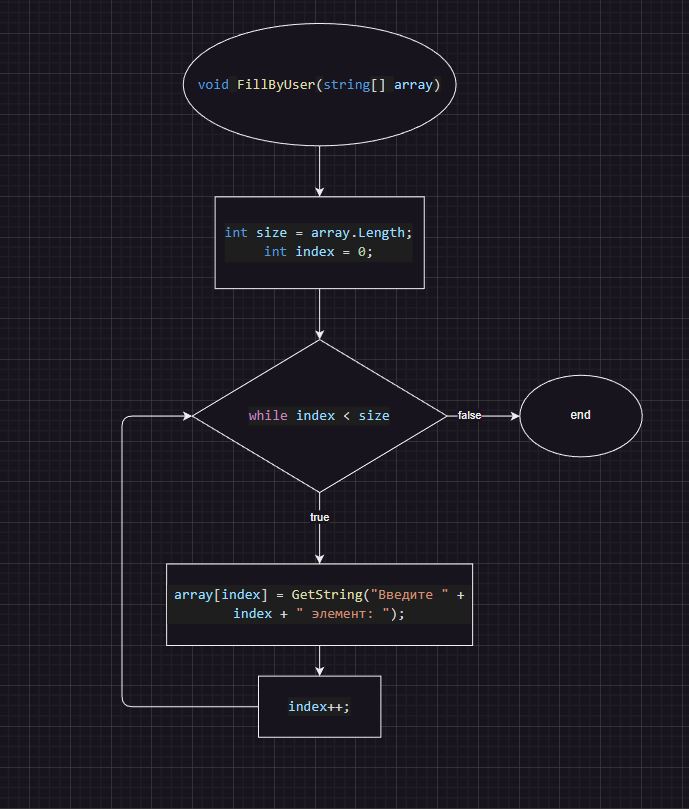 void FillByUser(string[] array)
int size = array.Length;
int index = 0;
while index < size
false
end
true
array[index] = GetString("Введите " +
index + " элемент: ");
index++;